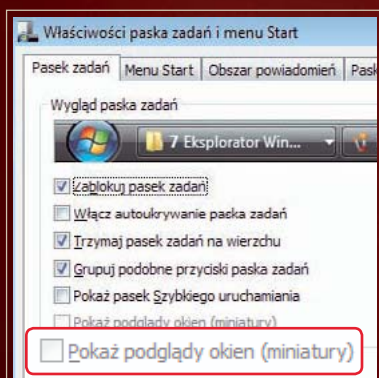 Właściwości paska zadań i menu Start
Pasek zadań Menu Start Obszar powiadomień Pask
Wygląd paska zadań
7 Eksplorator Win...
Zablokuj pasek zadań
Włącz autoukrywanie paska zadań
Trzymaj pasek zadań na wierzchu
Grupuj podobne przyciski paska zadań
Pokaż pasek Szybkiego uruchamiania
Pokaż podglądy okien (miniatury)
Pokaż podglądy okien (miniatury)